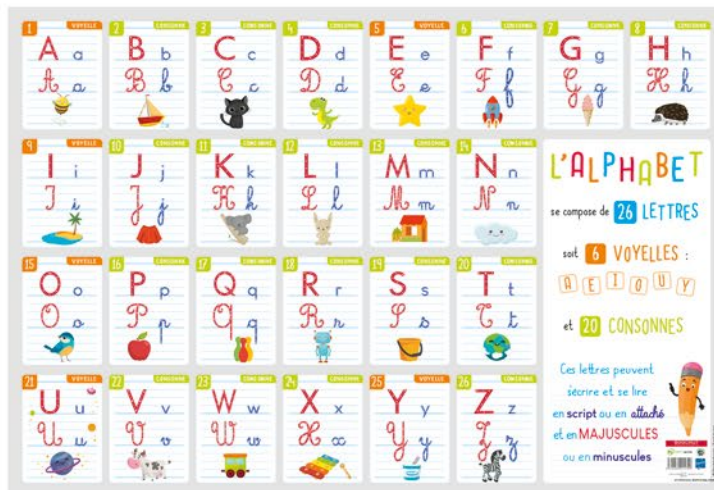 1 VOYELLE
A a
A a
2 CONSONNE
B b
B b
3 CONSONNE
C c
C c
4 CONSONNE
D d
D d
5 VOYELLE
E e
E e
6 CONSONNE
F f
F f
7 CONSONNE
G g
G g
8 CONSONNE
H h
H h
9 VOYELLE
I i
I i
10 CONSONNE
J j
J j
11 CONSONNE
K k
K k
12 CONSONNE
L l
L l
13 CONSONNE
M m
M m
14 CONSONNE
N n
N n
15 VOYELLE
O o
O o
16 CONSONNE
P p
P p
17 CONSONNE
Q q
Q q
18 CONSONNE
R r
R r
19 CONSONNE
S s
S s
20 CONSONNE
T t
T t
21 VOYELLE
U u
U u
22 CONSONNE
V v
V v
23 CONSONNE
W w
W w
24 CONSONNE
X x
X x
25 VOYELLE
Y y
Y y
26 CONSONNE
Z z
Z z
L'ALPHABET
se compose de 26 LETTRES
soit 6 VOYELLES :
A E I O U Y
et 20 CONSONNES
Ces lettres peuvent
s'écrire et se lire
en script ou en attaché
et en MAJUSCULES
ou en minuscules